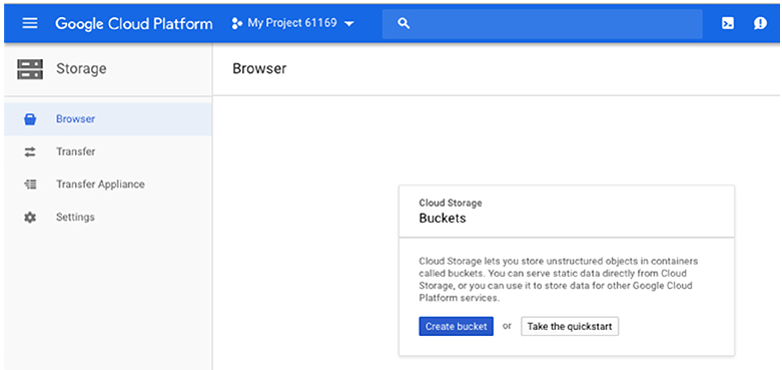 Google Cloud Platform My Project 61169
Storage
Browser
Browser
Transfer
Transfer Appliance
Settings
Cloud Storage
Buckets
Cloud Storage lets you store unstructured objects in containers
called buckets. You can serve static data directly from Cloud
Storage, or you can use it to store data for other Google Cloud
Platform services.
Create bucket or Take the quickstart